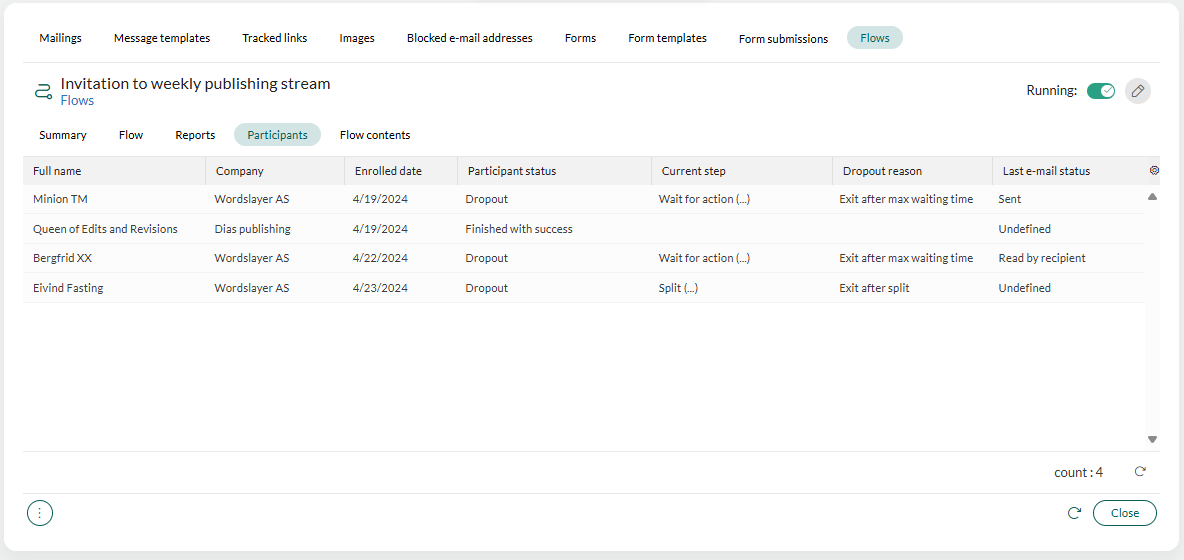 Mailings Message templates Tracked links Images Blocked e-mail addresses Forms Form templates Form submissions Flows
Invitation to weekly publishing stream
Flows
Running:
Summary Flow Reports Participants Flow contents
Full name Company Enrolled date Participant status Current step Dropout reason Last e-mail status
Minion TM Wordslayer AS 4/19/2024 Dropout Wait for action (...) Exit after max waiting time Sent
Queen of Edits and Revisions Dias publishing 4/19/2024 Finished with success Undefined
Bergfrid XX Wordslayer AS 4/22/2024 Dropout Wait for action (...) Exit after max waiting time Read by recipient
Eivind Fasting Wordslayer AS 4/23/2024 Dropout Split (...) Exit after split Undefined
count : 4
Close